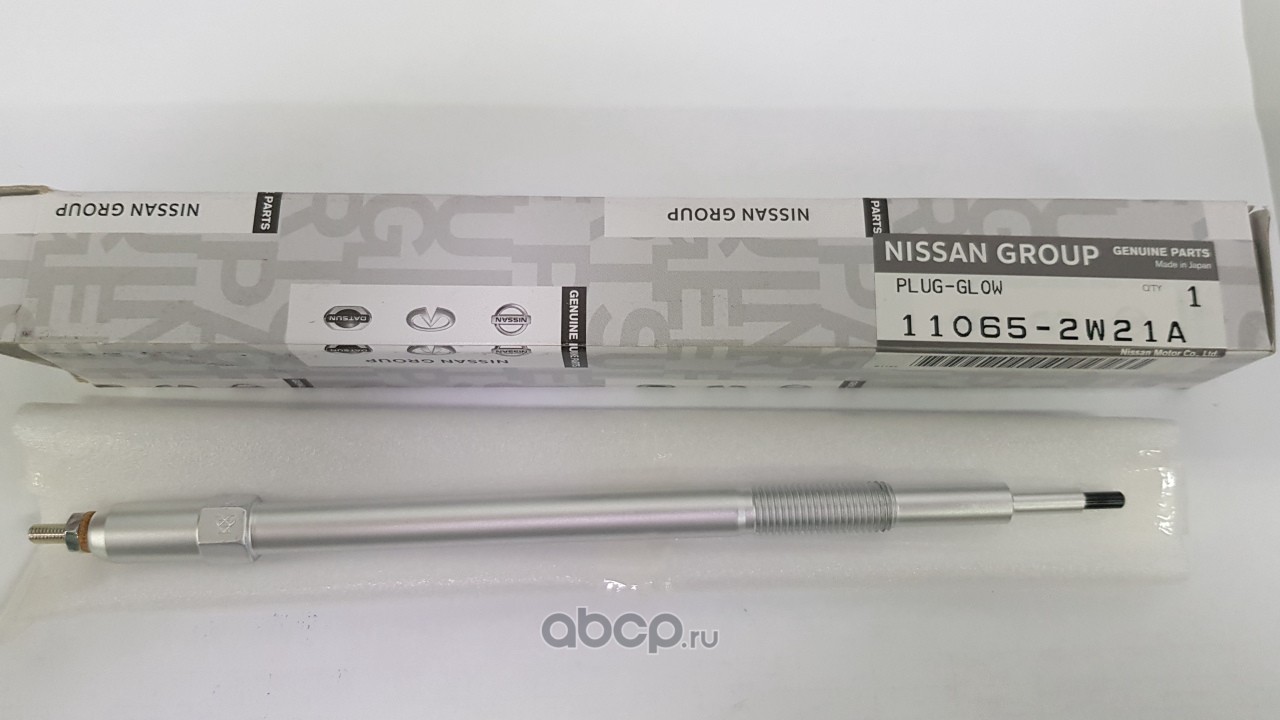 NISSAN GROUP
PARTS
NISSAN GROUP
PARTS
NISSAN GROUP GENUINE PARTS
Made in Japan
PLUG-GLOW QTY 1
11065-2W21A
Nissan Motor Co., Ltd.
DATSUN
NISSAN
GENUINE
NISSAN GROUP
abcp.ru